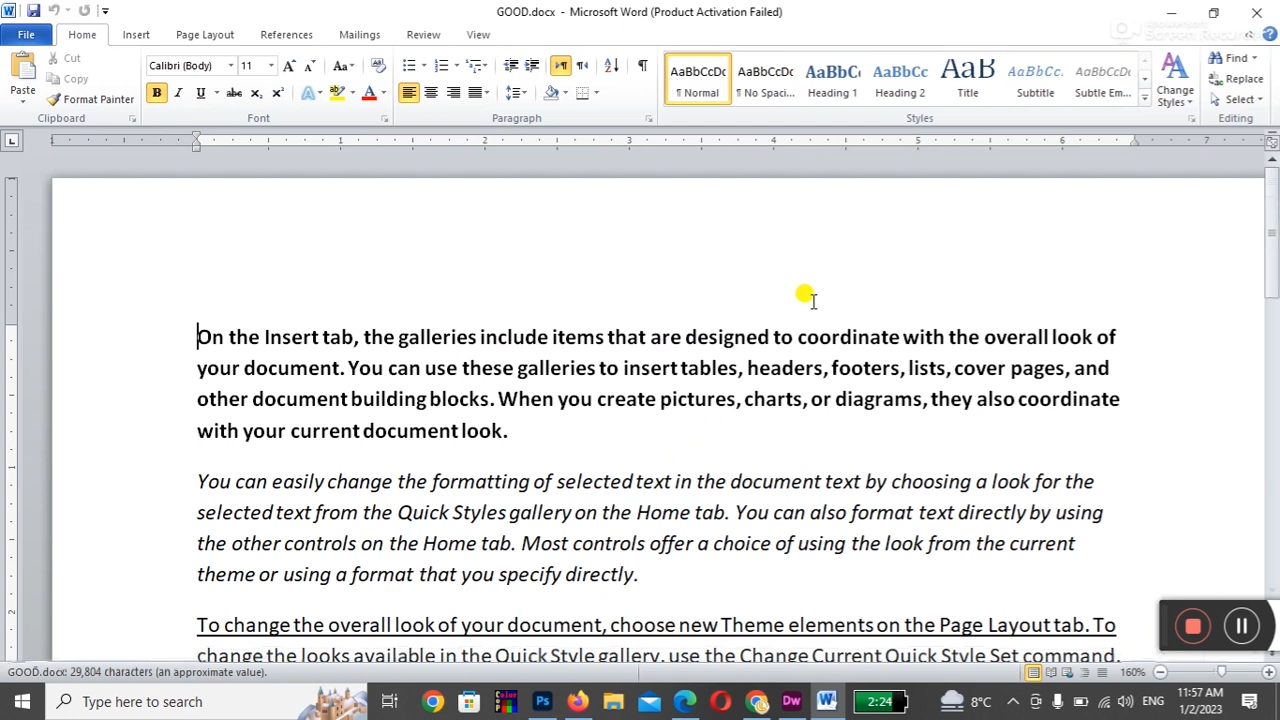 GOOD.docx - Microsoft Word (Product Activation Failed)
File Home Insert Page Layout References Mailings Review View
Paste
Cut
Copy
Format Painter
Clipboard
Calibri (Body) 11
Font
Paragraph
AaBbCcDc AaBbCcDc AaBbC AaBbCc AaB AaBbCc. AaBbCcDc
¶ Normal ¶ No Spaci... Heading 1 Heading 2 Title Subtitle Subtle Em...
Change
Styles
Styles
Find
Replace
Select
Editing
1 2 3 4 5 6 7
On the Insert tab, the galleries include items that are designed to coordinate with the overall look of
your document. You can use these galleries to insert tables, headers, footers, lists, cover pages, and
other document building blocks. When you create pictures, charts, or diagrams, they also coordinate
with your current document look.
You can easily change the formatting of selected text in the document text by choosing a look for the
selected text from the Quick Styles gallery on the Home tab. You can also format text directly by using
the other controls on the Home tab. Most controls offer a choice of using the look from the current
theme or using a format that you specify directly.
To change the overall look of your document, choose new Theme elements on the Page Layout tab. To
change the looks available in the Quick Style gallery, use the Change Current Quick Style Set command.
GOOD.docx: 29,804 characters (an approximate value).
160%
Type here to search
2:24
8°C
ENG
11:57 AM
1/2/2023